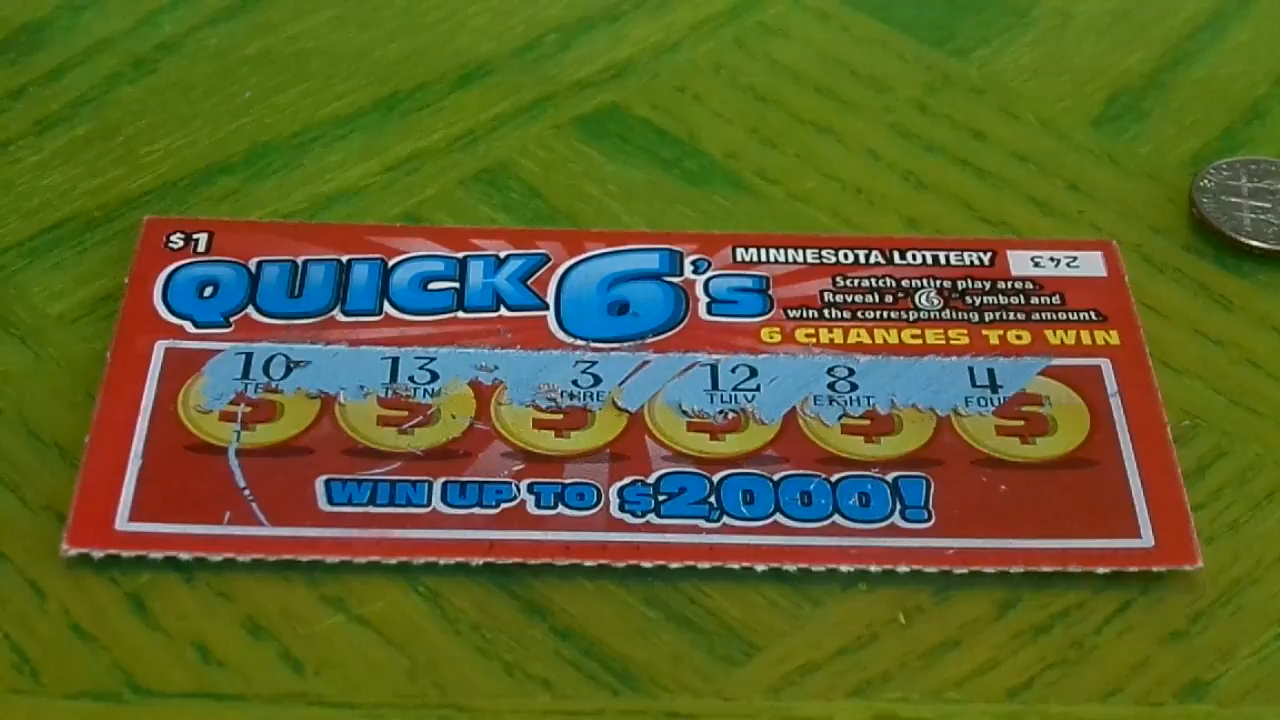 $1
QUICK 6's
MINNESOTA LOTTERY
243
Scratch entire play area.
Reveal a "6" symbol and
win the corresponding prize amount.
6 CHANCES TO WIN
10 13 3 12 8 4
TWLV EIGHT
WIN UP TO $2,000!